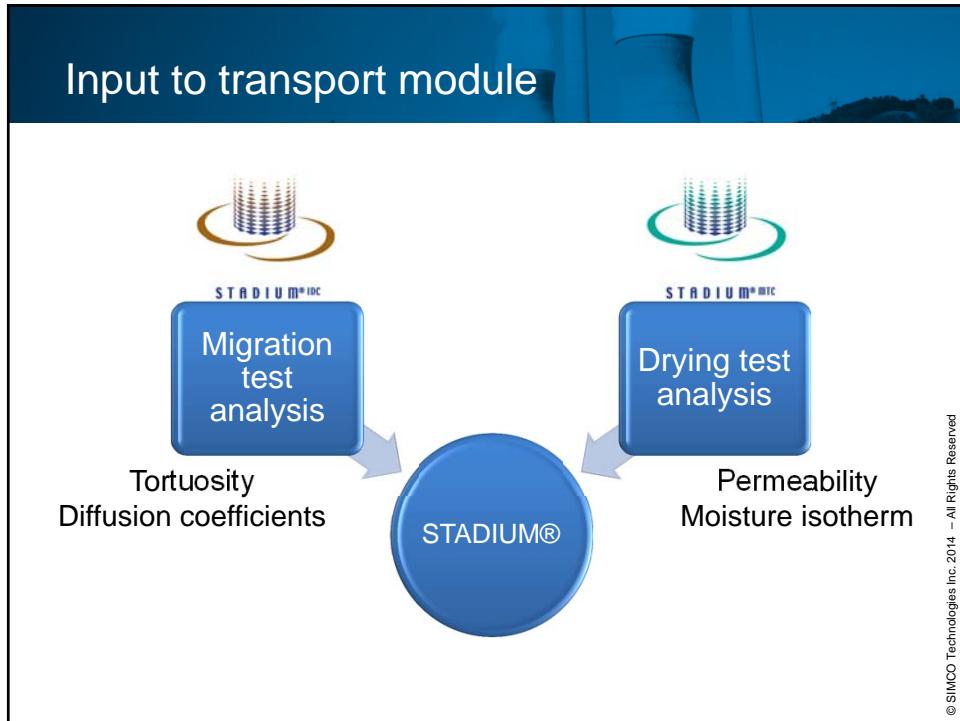 Input to transport module
STADIUM® IDC
STADIUM® MTC
Migration
test
analysis
Drying test
analysis
Tortuosity
Diffusion coefficients
Permeability
Moisture isotherm
STADIUM®
© SIMCO Technologies Inc. 2014 – All Rights Reserved